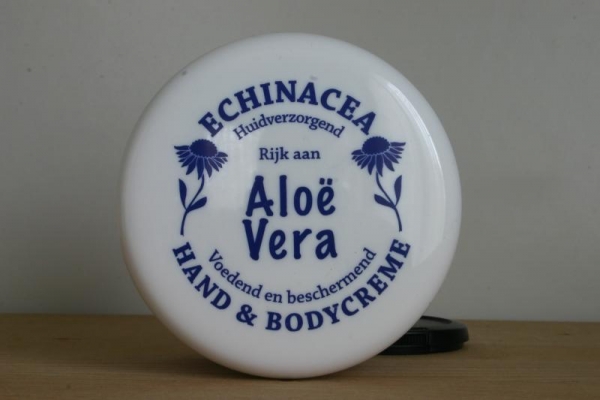 ECHINACEA
Huidverzorgend
Rijk aan
Aloë
Vera
Voedend en beschermend
HAND & BODYCREME